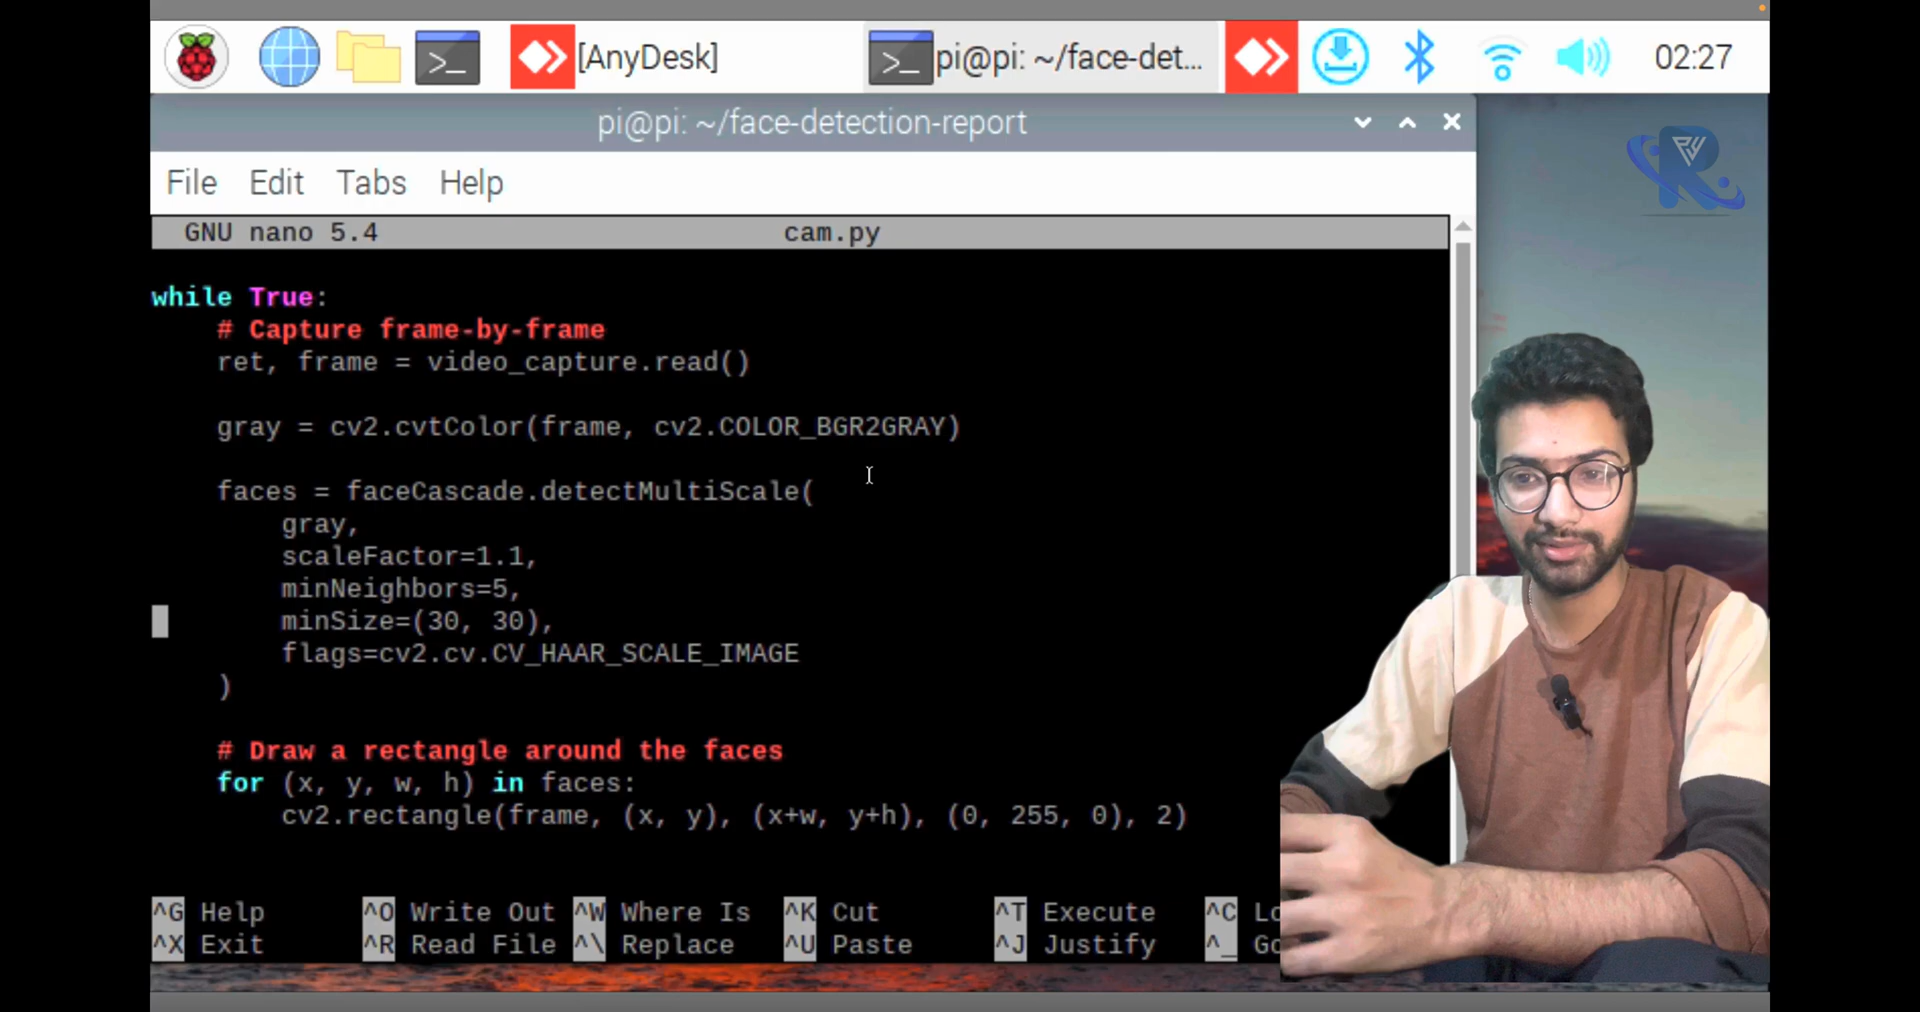 [AnyDesk]
pi@pi: ~/face-det...
02:27
pi@pi: ~/face-detection-report
File Edit Tabs Help
GNU nano 5.4 cam.py
while True:
# Capture frame-by-frame
ret, frame = video_capture.read()
gray = cv2.cvtColor(frame, cv2.COLOR_BGR2GRAY)
faces = faceCascade.detectMultiScale(
gray,
scaleFactor=1.1,
minNeighbors=5,
minSize=(30, 30),
flags=cv2.cv.CV_HAAR_SCALE_IMAGE
)
# Draw a rectangle around the faces
for (x, y, w, h) in faces:
cv2.rectangle(frame, (x, y), (x+w, y+h), (0, 255, 0), 2)
^G Help ^O Write Out ^W Where Is ^K Cut ^T Execute ^C
^X Exit ^R Read File ^\ Replace ^U Paste ^J Justify ^_